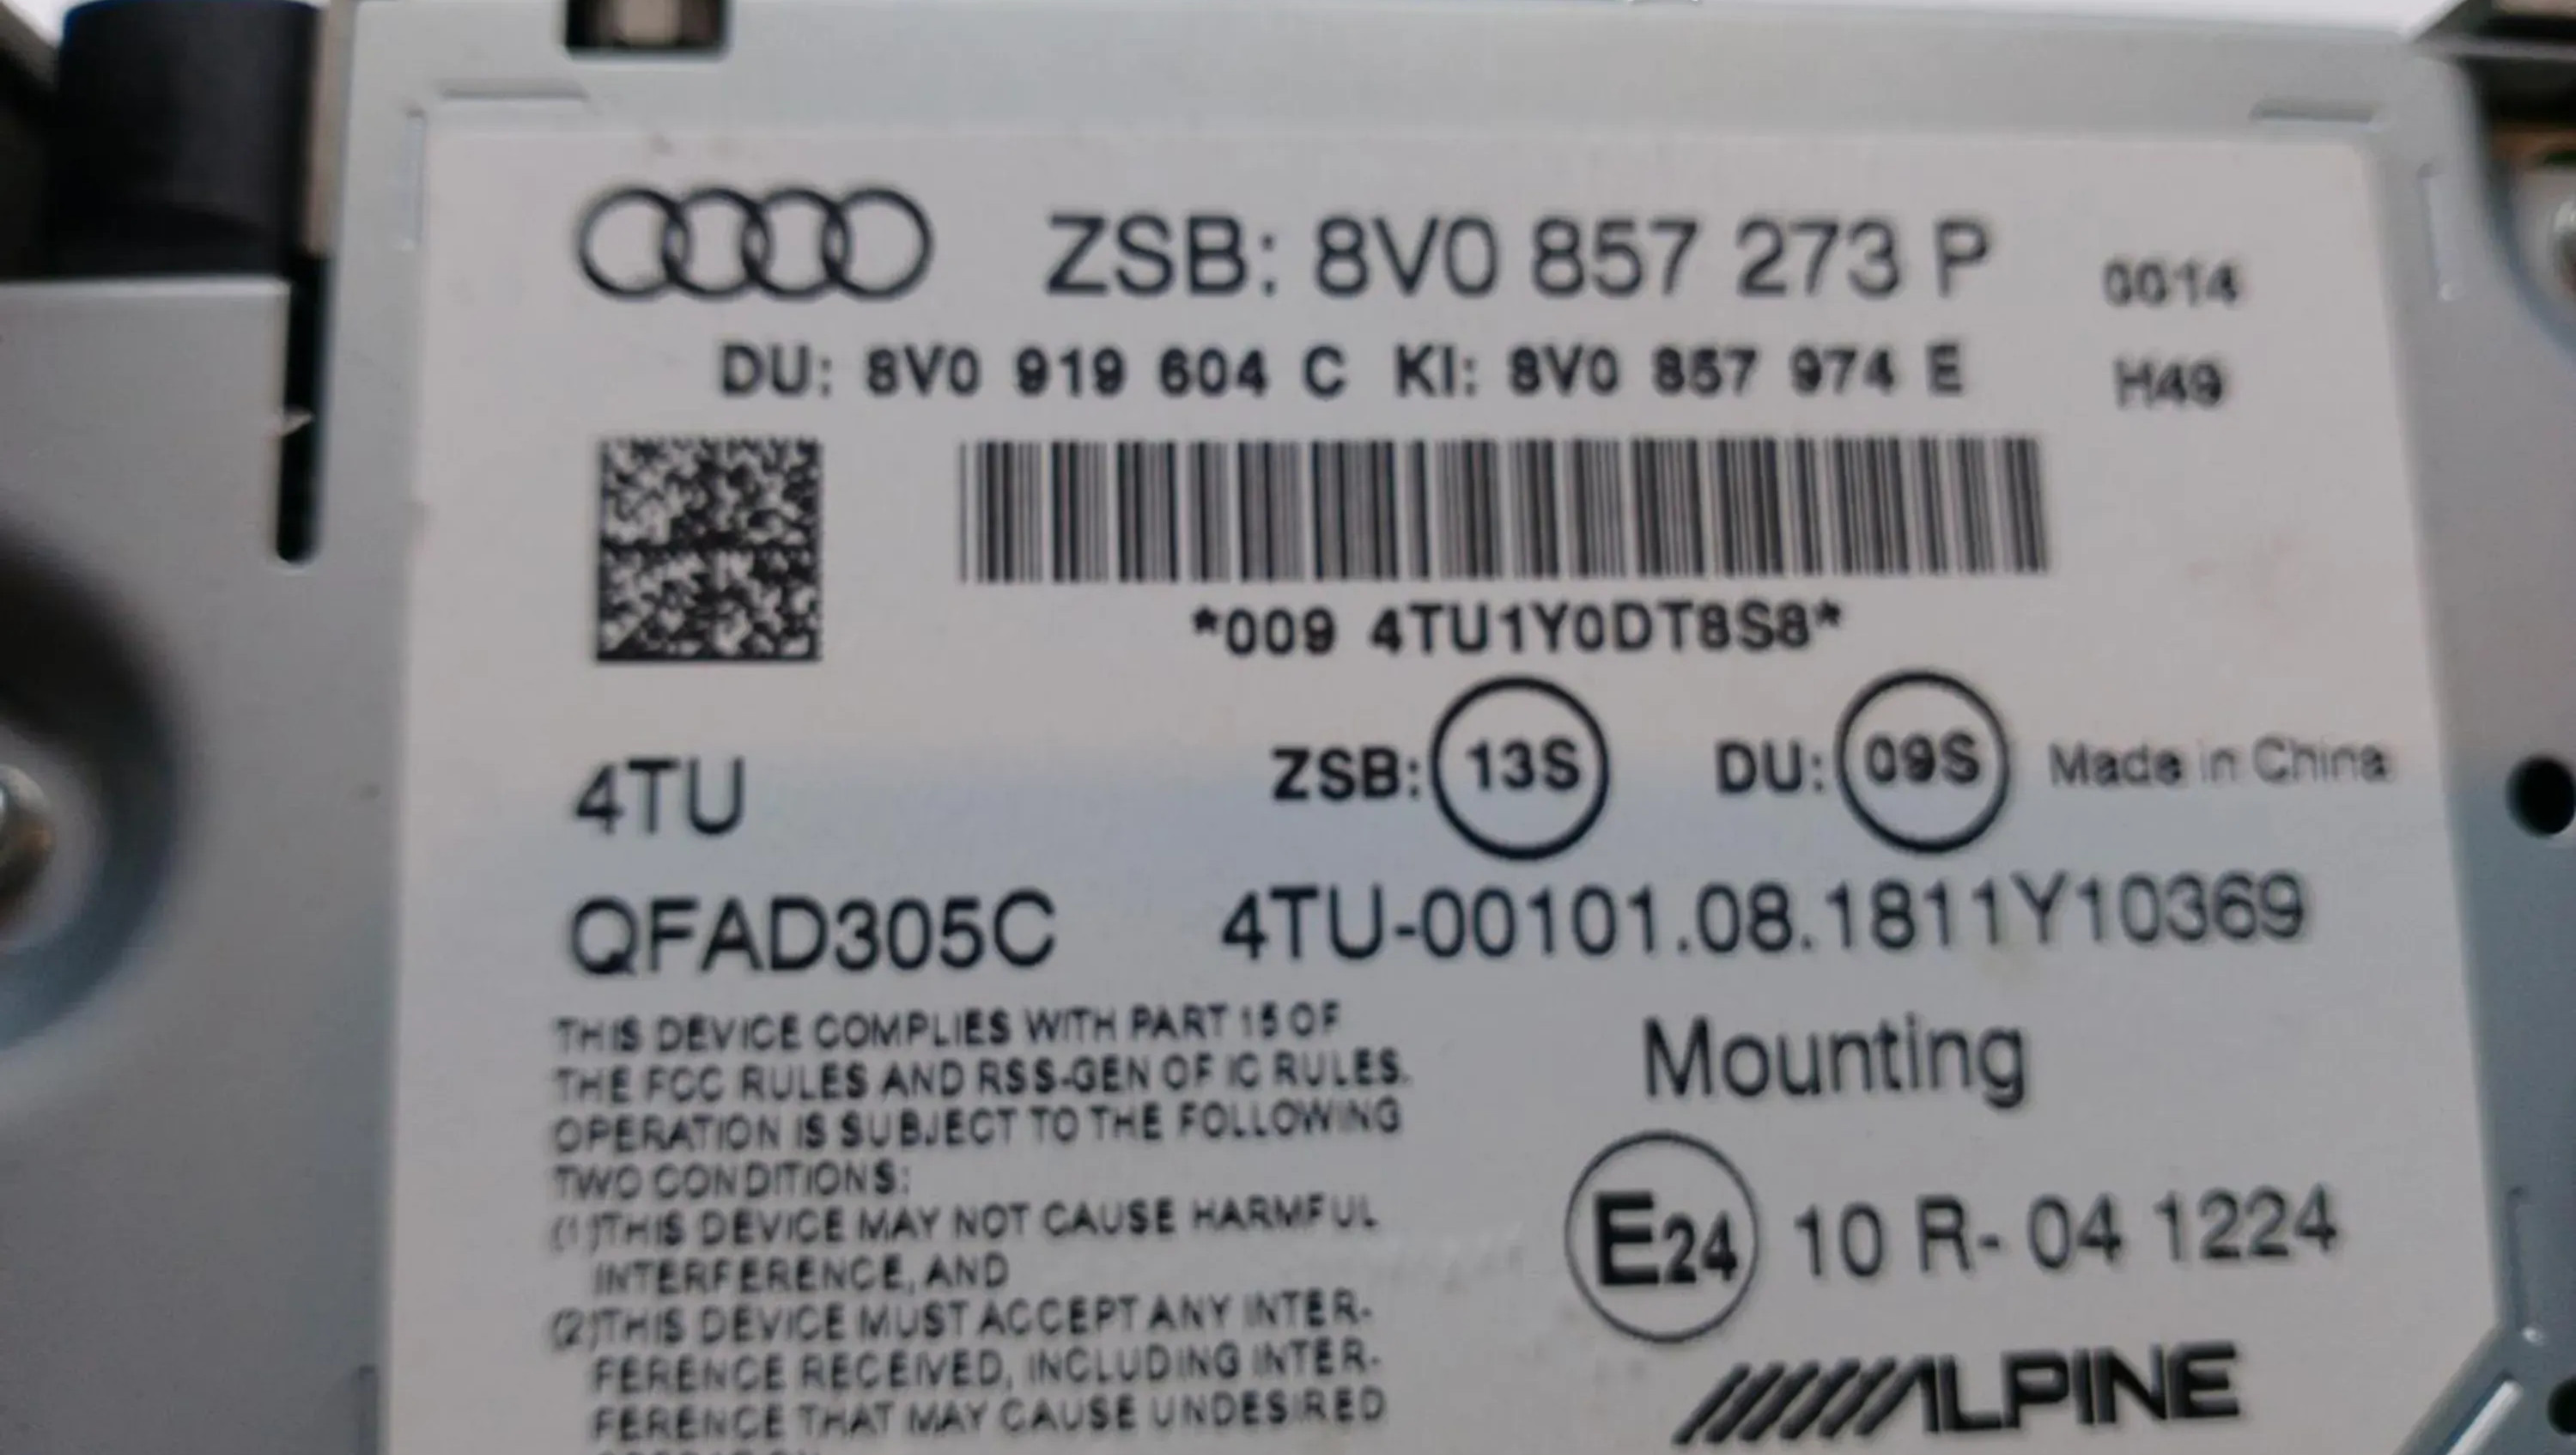 ZSB: 8V0 857 273 P 0014
DU: 8V0 919 604 C KI: 8V0 857 974 E H49
*009 4TU1Y0DT8S8*
4TU ZSB: 13S DU: 09S Made in China
QFAD305C 4TU-00101.08.1811Y10369
THIS DEVICE COMPLIES WITH PART 15 OF
THE FCC RULES AND RSS-GEN OF IC RULES.
OPERATION IS SUBJECT TO THE FOLLOWING
TWO CONDITIONS:
(1)THIS DEVICE MAY NOT CAUSE HARMFUL
INTERFERENCE, AND
(2)THIS DEVICE MUST ACCEPT ANY INTER-
FERENCE RECEIVED, INCLUDING INTER-
FERENCE THAT MAY CAUSE UNDESIRED
Mounting
E24 10 R- 04 1224
ALPINE